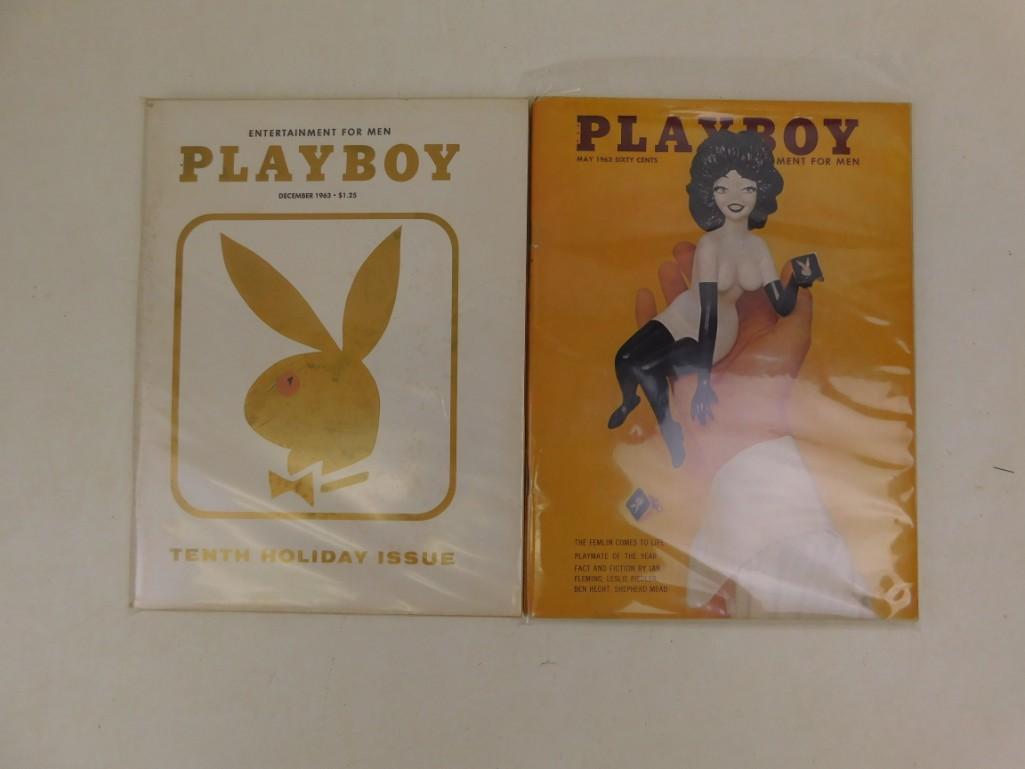 ENTERTAINMENT FOR MEN
PLAYBOY
DECEMBER 1963 • $1.25
TENTH HOLIDAY ISSUE
PLAYBOY
MAY 1963 SIXTY CENTS MENT FOR MEN
THE FEMLIN COMES TO LIFE
PLAYMATE OF THE YEAR
FACT AND FICTION BY IAN
FLEMING, LESLIE FIEDLER,
BEN HECHT, SHEPHERD MEAD